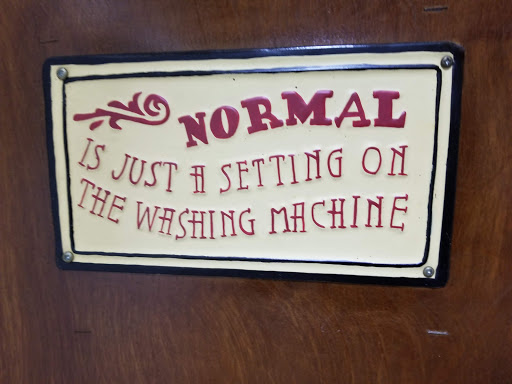 NORMAL
IS JUST A SETTING ON
THE WASHING MACHINE